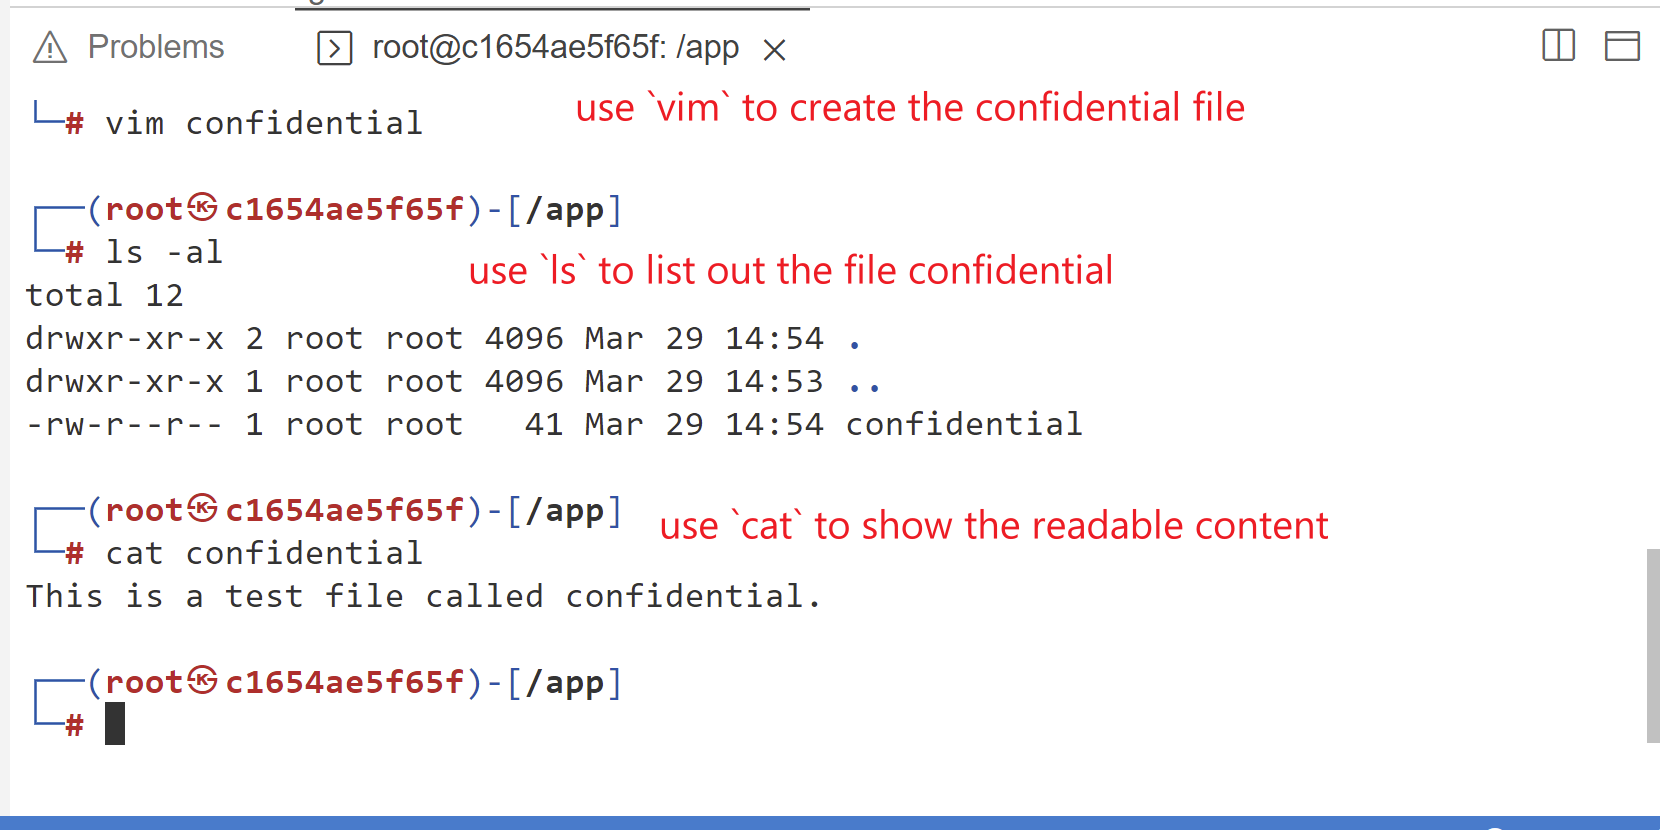 Problems
root@c1654ae5f65f: /app
└─# vim confidential
use `vim` to create the confidential file
┌──(root㉿c1654ae5f65f)-[/app]
└─# ls -al
use `ls` to list out the file confidential
total 12
drwxr-xr-x 2 root root 4096 Mar 29 14:54 .
drwxr-xr-x 1 root root 4096 Mar 29 14:53 ..
-rw-r--r-- 1 root root   41 Mar 29 14:54 confidential
┌──(root㉿c1654ae5f65f)-[/app]
use `cat` to show the readable content
└─# cat confidential
This is a test file called confidential.
┌──(root㉿c1654ae5f65f)-[/app]
└─#